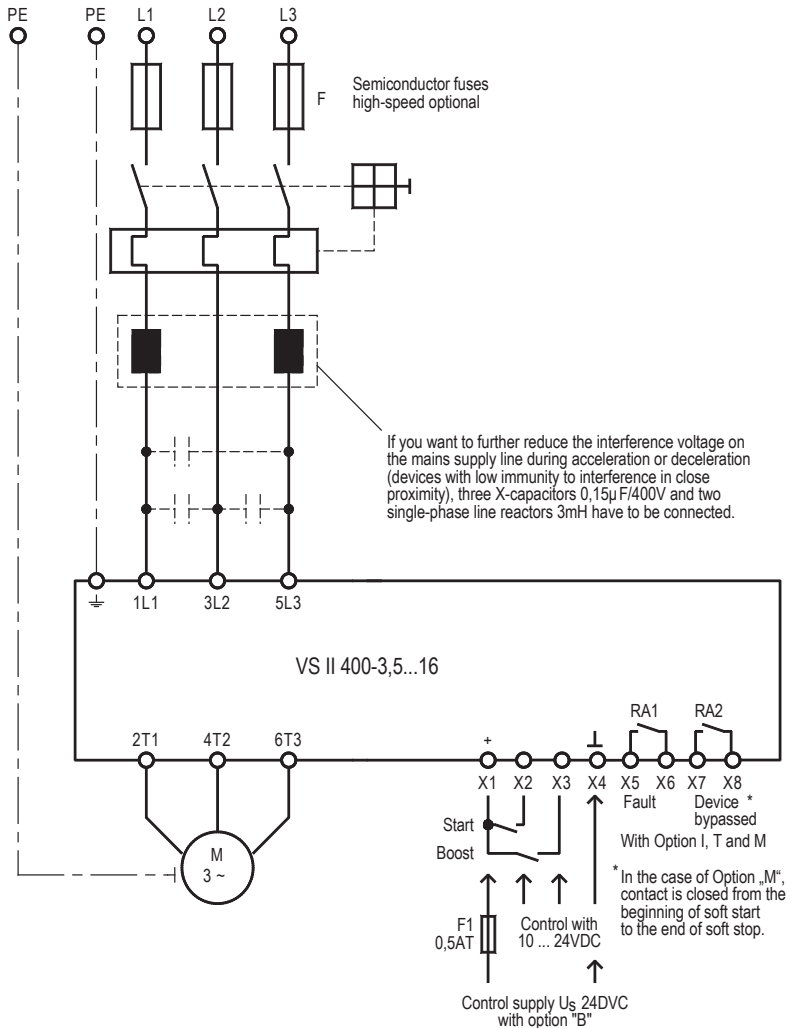 PE PE L1 L2 L3
F
Semiconductor fuses
high-speed optional
If you want to further reduce the interference voltage on
the mains supply line during acceleration or deceleration
(devices with low immunity to interference in close
proximity), three X-capacitors 0,15µF/400V and two
single-phase line reactors 3mH have to be connected.
1L1 3L2 5L3
VS II 400-3,5...16
RA1 RA2
2T1 4T2 6T3
+
X1 X2 X3 X4 X5 X6 X7 X8
Fault
Device *
bypassed
Start
Boost
With Option I, T and M
M
3 ~
* In the case of Option „M“,
contact is closed from the
beginning of soft start
to the end of soft stop.
F1
0,5AT
Control with
10 ... 24VDC
Control supply Us 24DVC
with option "B"